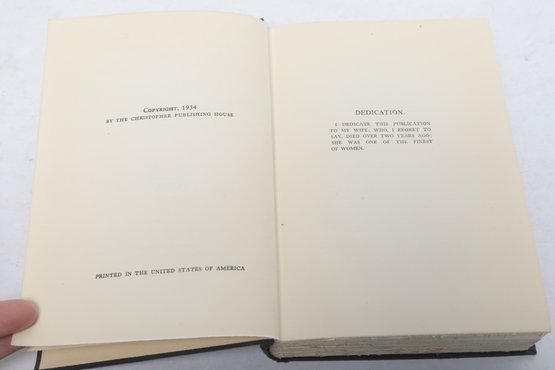 COPYRIGHT, 1934
BY THE CHRISTOPHER PUBLISHING HOUSE
PRINTED IN THE UNITED STATES OF AMERICA
DEDICATION.
I DEDICATE THIS PUBLICATION
TO MY WIFE, WHO, I REGRET TO
SAY, DIED OVER TWO YEARS AGO;
SHE WAS ONE OF THE FINEST
OF WOMEN.